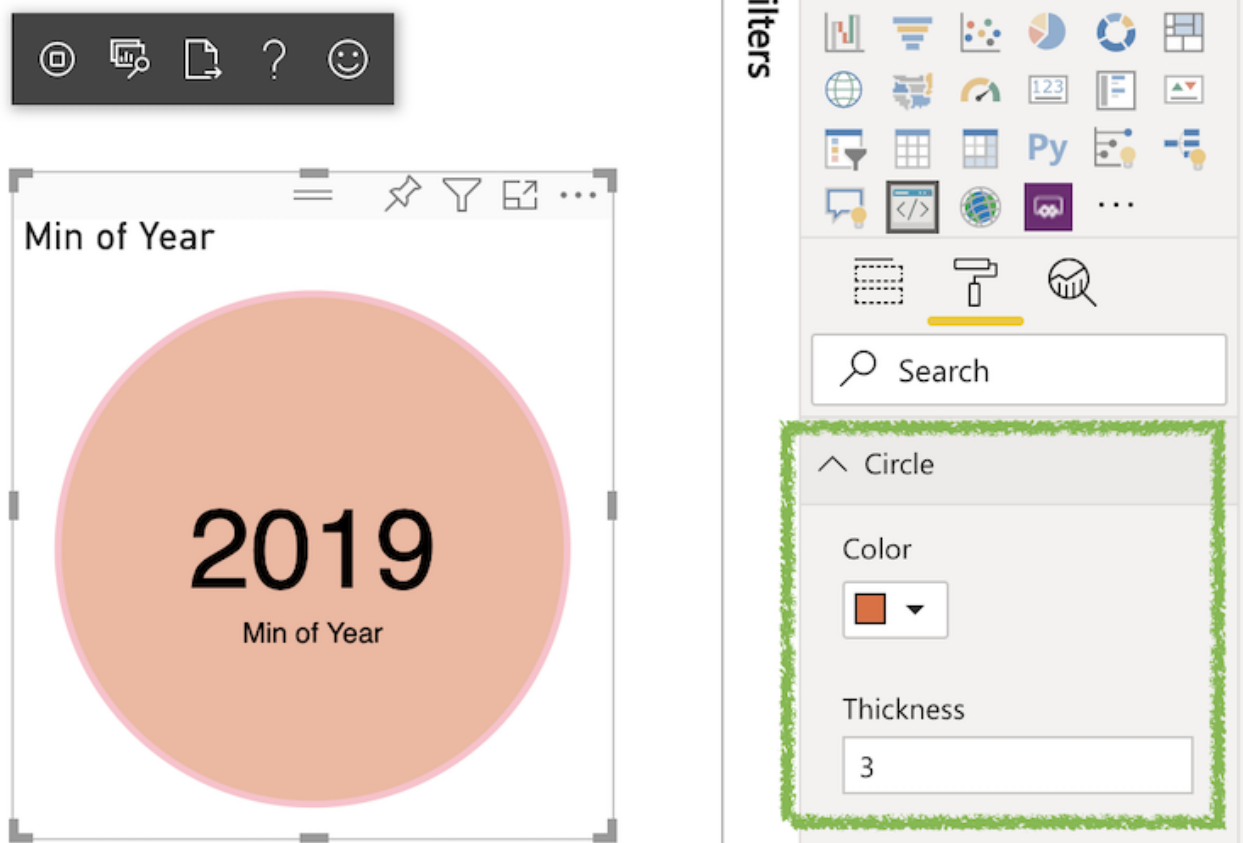 ilters
123
Py
</>
Min of Year
Search
Circle
2019
Color
Min of Year
Thickness
3